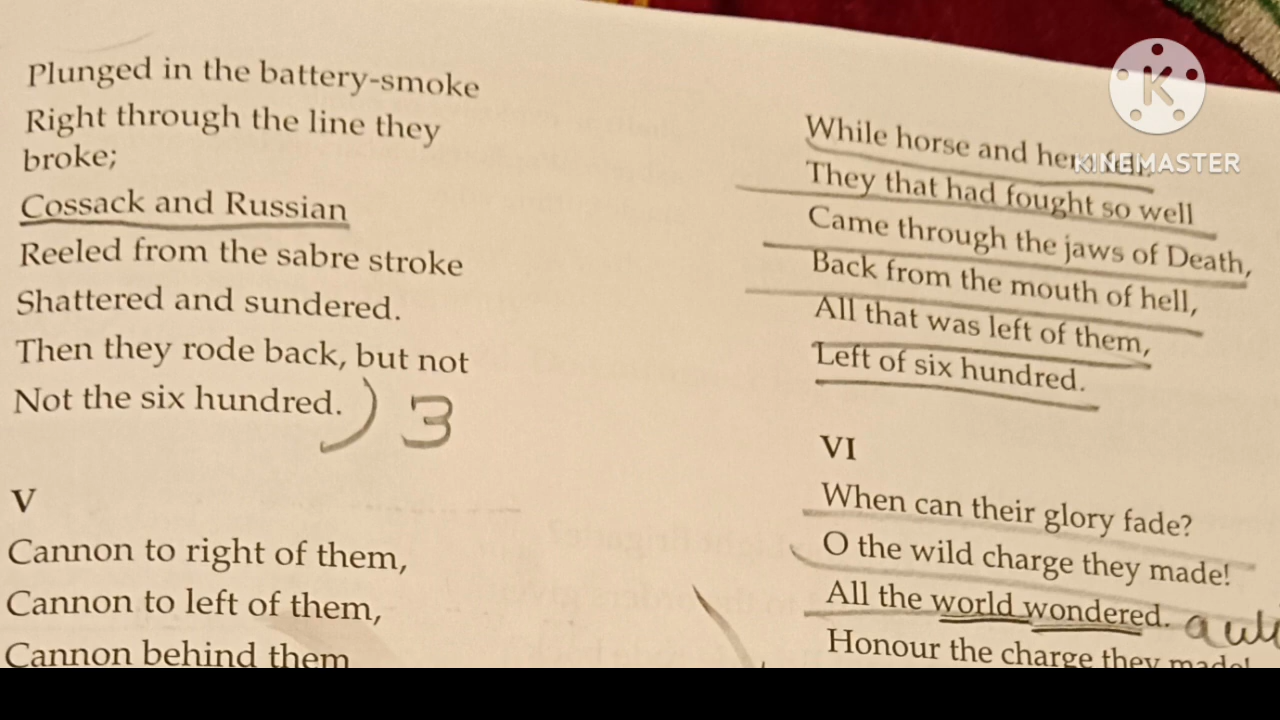 Plunged in the battery-smoke
Right through the line they
broke;
Cossack and Russian
Reeled from the sabre stroke
Shattered and sundered.
Then they rode back, but not
Not the six hundred.
) 3
V
Cannon to right of them,
Cannon to left of them,
Cannon behind them
While horse and
They that had fought so well
Came through the jaws of Death,
Back from the mouth of hell,
All that was left of them,
Left of six hundred.
VI
When can their glory fade?
O the wild charge they made!
All the world wondered.
Honour the charge they made!
K
KINEMASTER